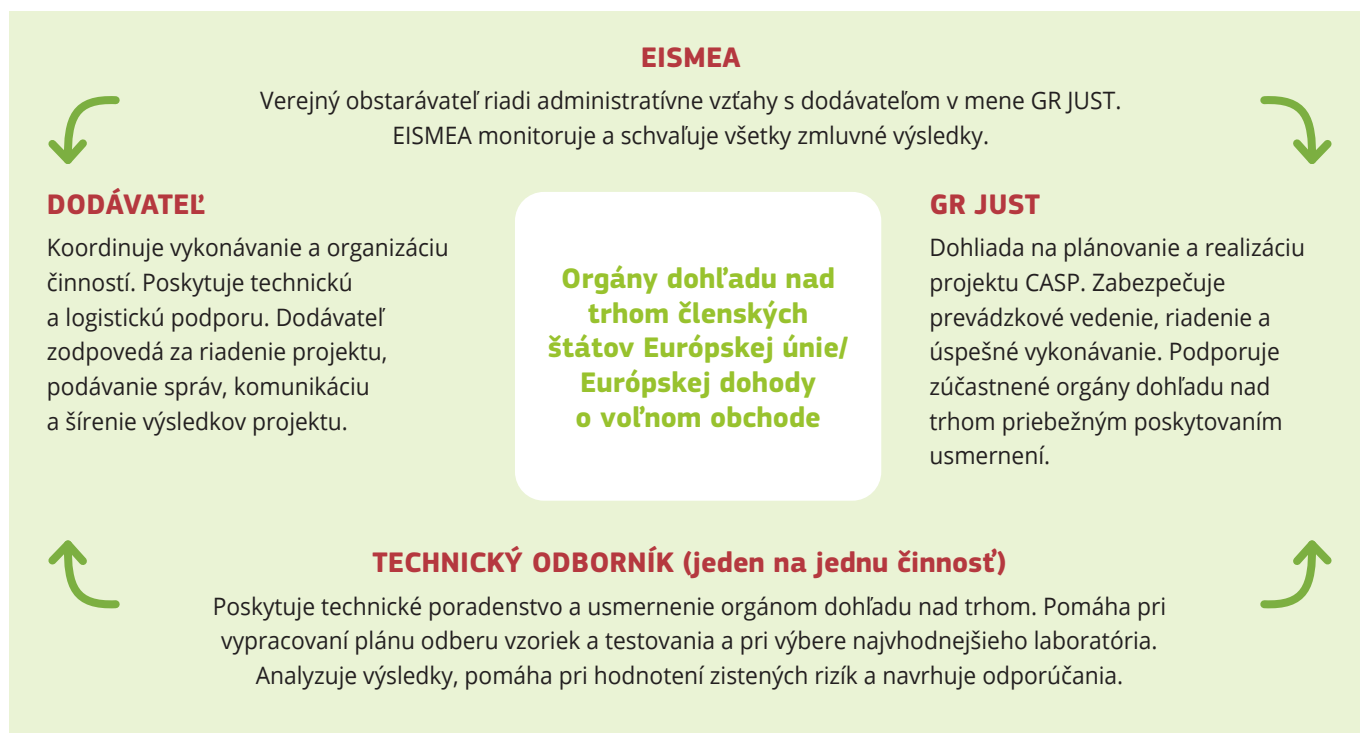 EISMEA
Verejný obstarávateľ riadi administratívne vzťahy s dodávateľom v mene GR JUST.
EISMEA monitoruje a schvaľuje všetky zmluvné výsledky.
DODÁVATEĽ
Koordinuje vykonávanie a organizáciu
činností. Poskytuje technickú
a logistickú podporu. Dodávateľ
zodpovedá za riadenie projektu,
podávanie správ, komunikáciu
a šírenie výsledkov projektu.
Orgány dohľadu nad
trhom členských
štátov Európskej únie/
Európskej dohody
o voľnom obchode
GR JUST
Dohliada na plánovanie a realizáciu
projektu CASP. Zabezpečuje
prevádzkové vedenie, riadenie a
úspešné vykonávanie. Podporuje
zúčastnené orgány dohľadu nad
trhom priebežným poskytovaním
usmernení.
TECHNICKÝ ODBORNÍK (jeden na jednu činnosť)
Poskytuje technické poradenstvo a usmernenie orgánom dohľadu nad trhom. Pomáha pri
vypracovaní plánu odberu vzoriek a testovania a pri výbere najvhodnejšieho laboratória.
Analyzuje výsledky, pomáha pri hodnotení zistených rizík a navrhuje odporúčania.